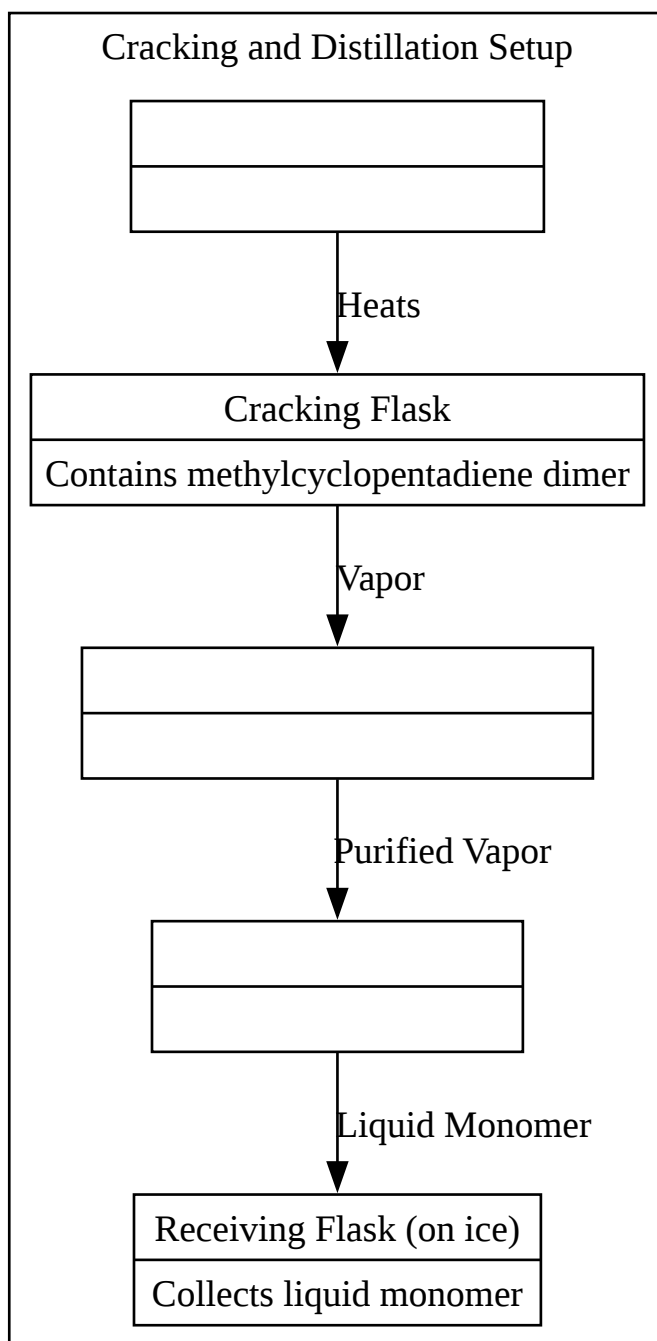 Cracking and Distillation Setup
Heats
Cracking Flask
Contains methylcyclopentadiene dimer
Vapor
Purified Vapor
Liquid Monomer
Receiving Flask (on ice)
Collects liquid monomer